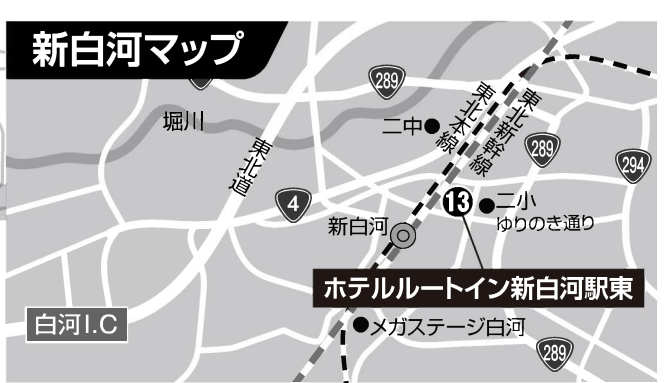 新白河マップ
289
堀川
二中
東北本線
東北新幹線
289
294
東北道
4
13
二小
ゆりのき通り
新白河
ホテルルートイン新白河駅東
白河I.C
メガステージ白河
289